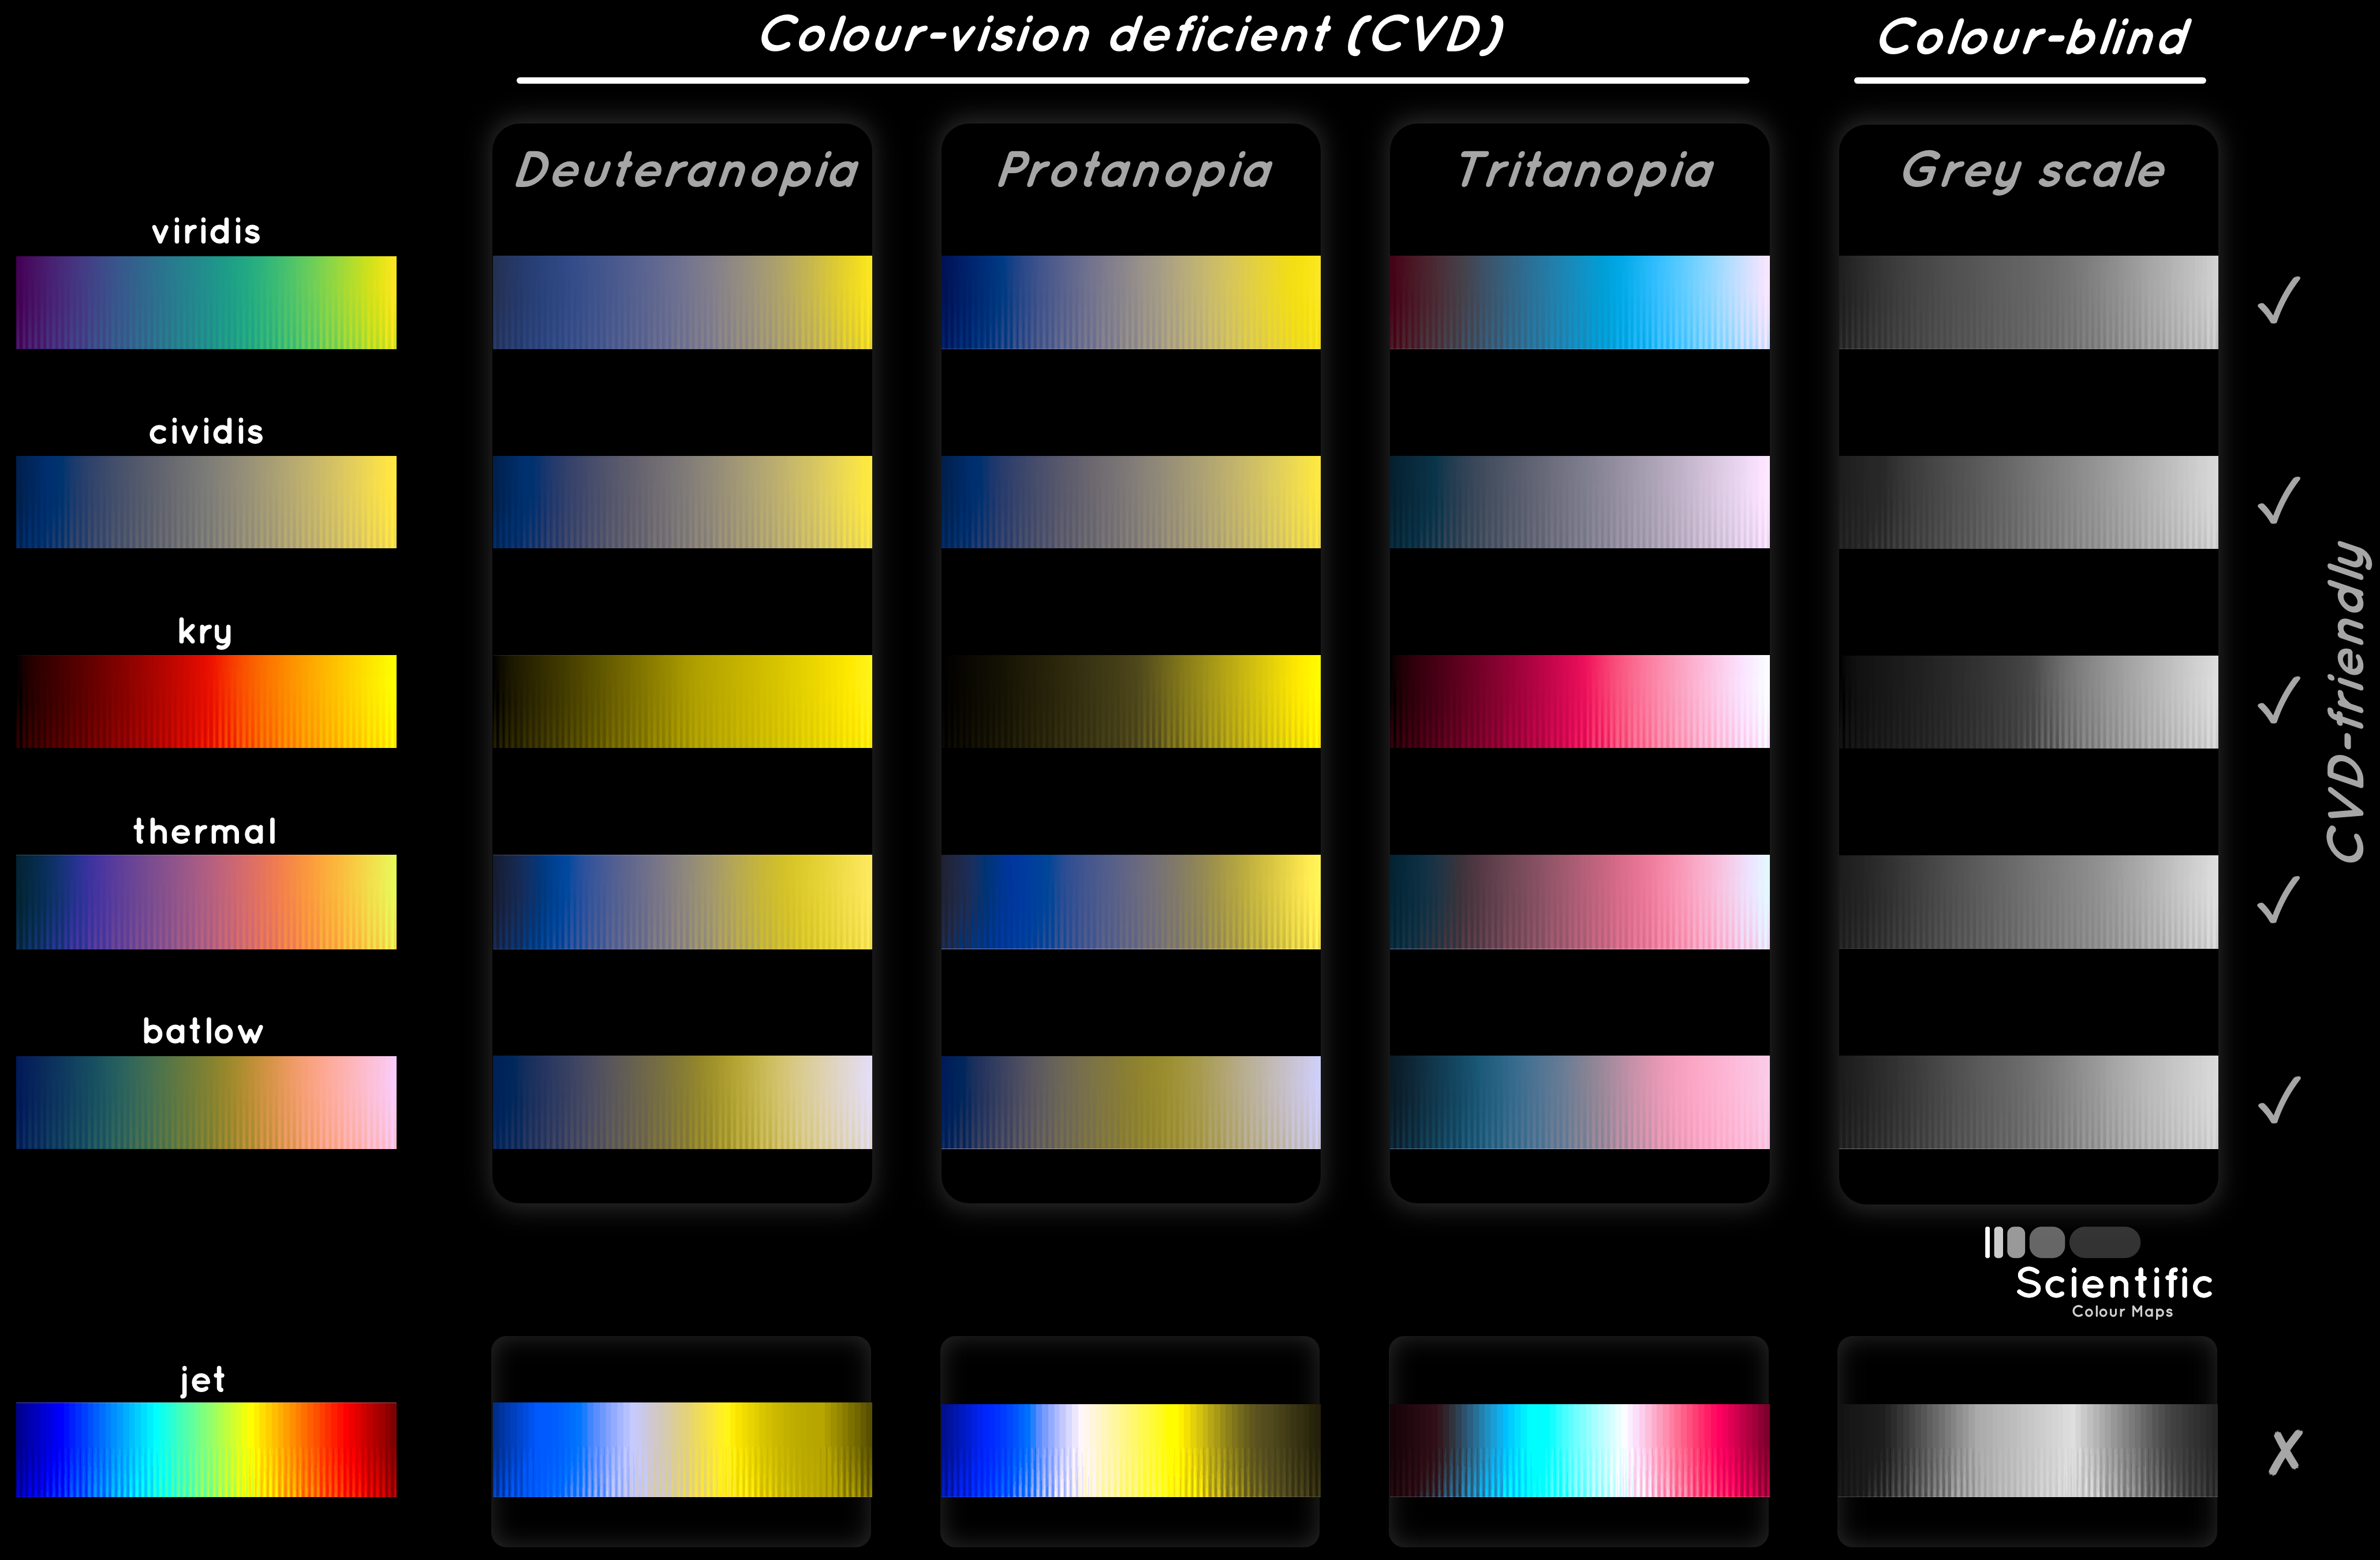 Colour-vision deficient (CVD)
Colour-blind
Deuteranopia
Protanopia
Tritanopia
Grey scale
viridis
✓
cividis
✓
kry
✓
thermal
✓
batlow
✓
CVD-friendly
Scientific
Colour Maps
jet
✗